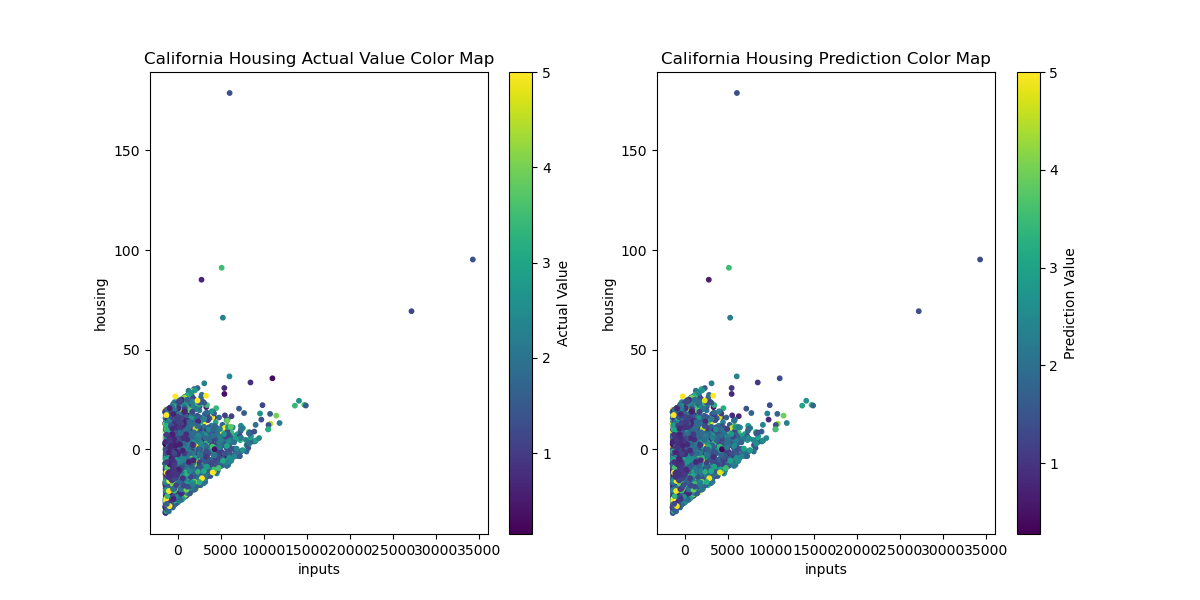 California Housing Actual Value Color Map
150
100
50
0
housing
0 5000 10000 15000 20000 25000 30000 35000
inputs
5
4
3
2
1
Actual Value
California Housing Prediction Color Map
150
100
50
0
housing
0 5000 10000 15000 20000 25000 30000 35000
inputs
5
4
3
2
1
Prediction Value